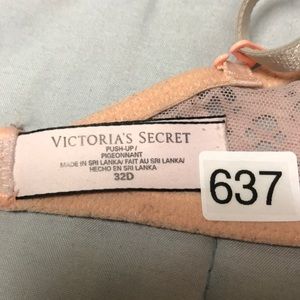 VICTORIA'S SECRET
PUSH-UP/
PIGEONNANT
MADE IN SRI LANKA/ FAIT AU SRI LANKA/
HECHO EN SRI LANKA
32D
637